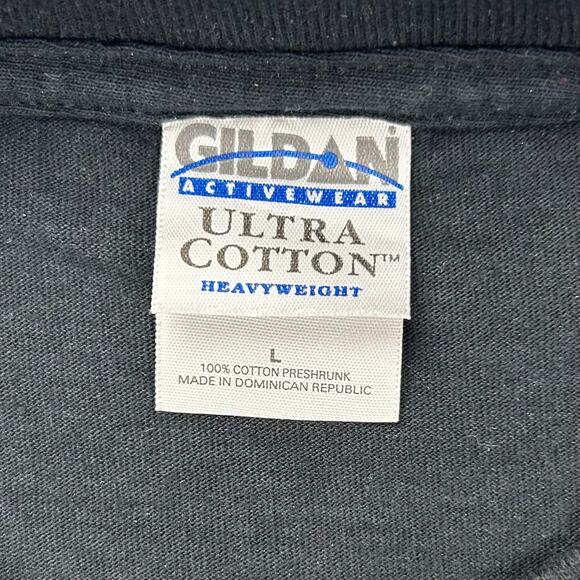 GILDAN®
ACTIVEWEAR
ULTRA
COTTON™
HEAVYWEIGHT
L
100% COTTON PRESHRUNK
MADE IN DOMINICAN REPUBLIC